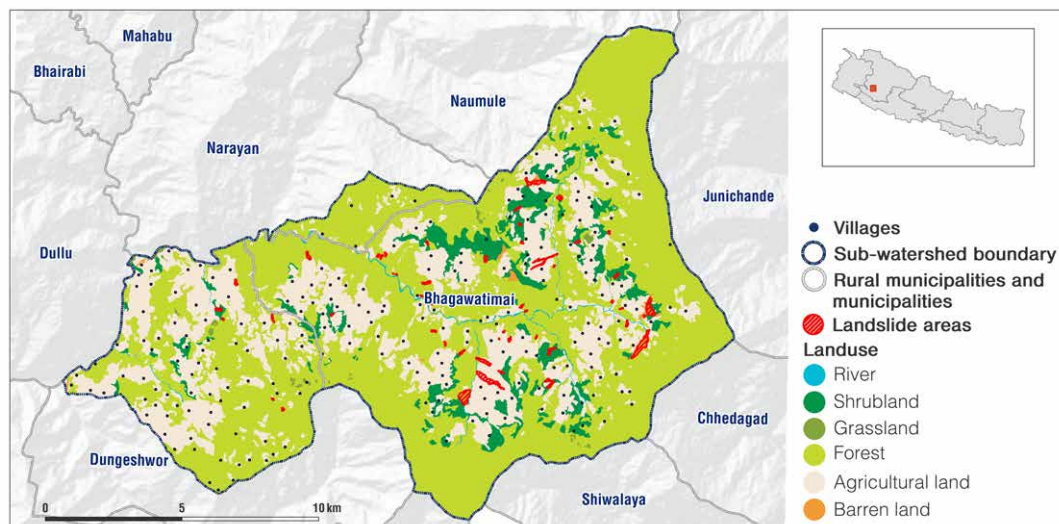 Mahabu
Bhairabi
Naumule
Narayan
Junichande
Dullu
Bhagawatimai
Chhedagad
Dungeshwor
Shiwalaya
0 10 km
Villages
Sub-watershed boundary
Rural municipalities and
municipalities
Landslide areas
Landuse
River
Shrubland
Grassland
Forest
Agricultural land
Barren land